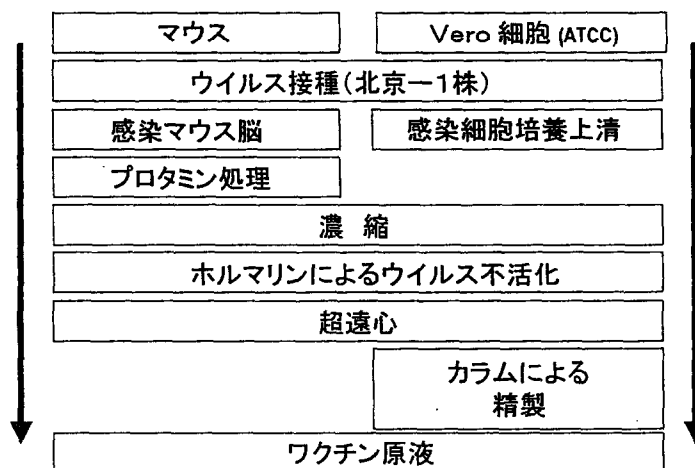 マウス
Vero 細胞 (ATCC)
ウイルス接種(北京ー1株)
感染マウス脳
感染細胞培養上清
プロタミン処理
濃 縮
ホルマリンによるウイルス不活化
超遠心
カラムによる
精製
ワクチン原液